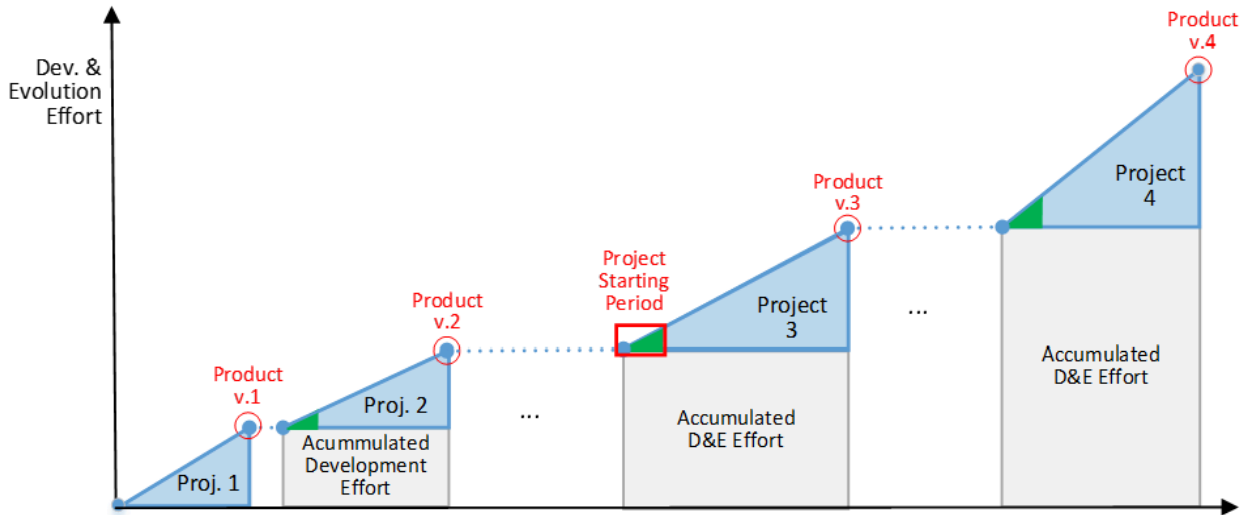 Dev. &
Evolution
Effort
Product
v.1
Proj. 1
Product
v.2
Proj. 2
Acummulated
Development
Effort
...
Project
Starting
Period
Product
v.3
Project
3
Accumulated
D&E Effort
...
Product
v.4
Project
4
Accumulated
D&E Effort